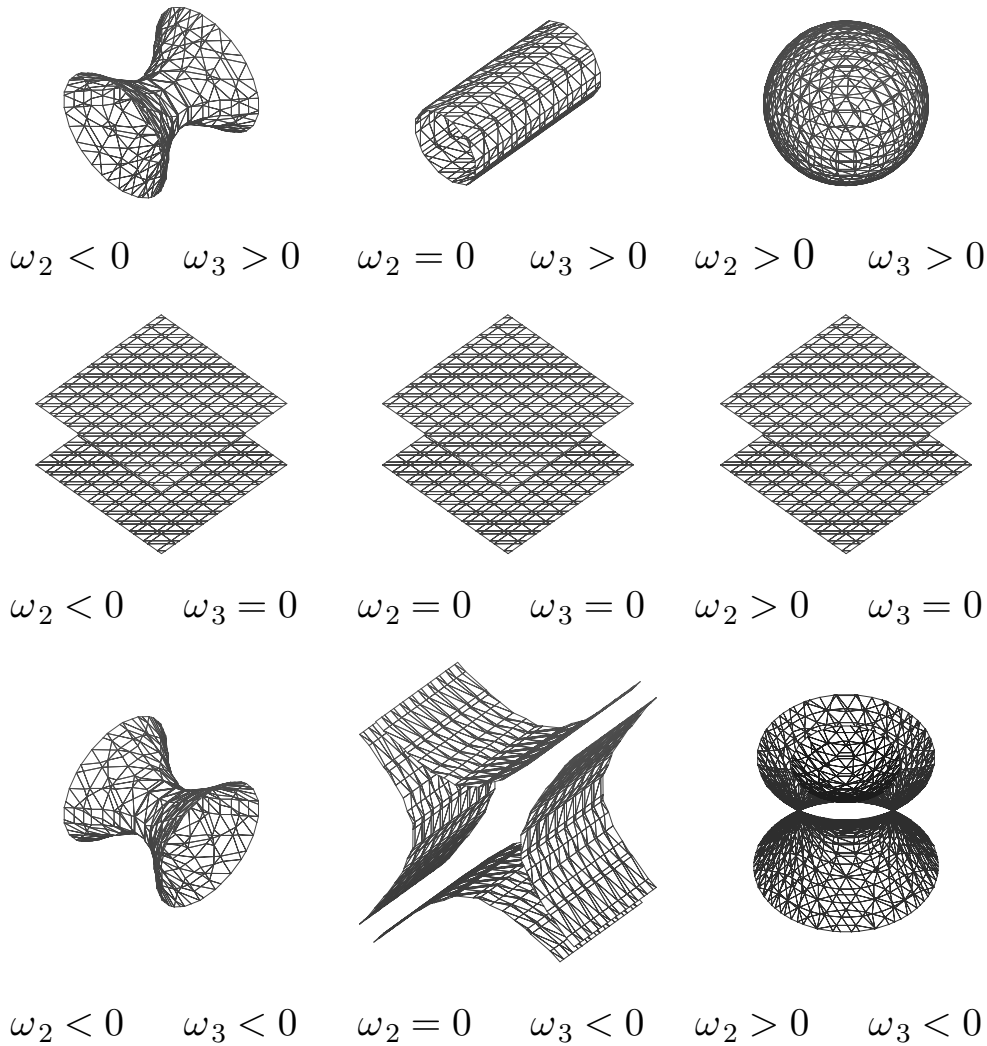 ω₂ < 0 ω₃ > 0 ω₂ = 0 ω₃ > 0 ω₂ > 0 ω₃ > 0
ω₂ < 0 ω₃ = 0 ω₂ = 0 ω₃ = 0 ω₂ > 0 ω₃ = 0
ω₂ < 0 ω₃ < 0 ω₂ = 0 ω₃ < 0 ω₂ > 0 ω₃ < 0